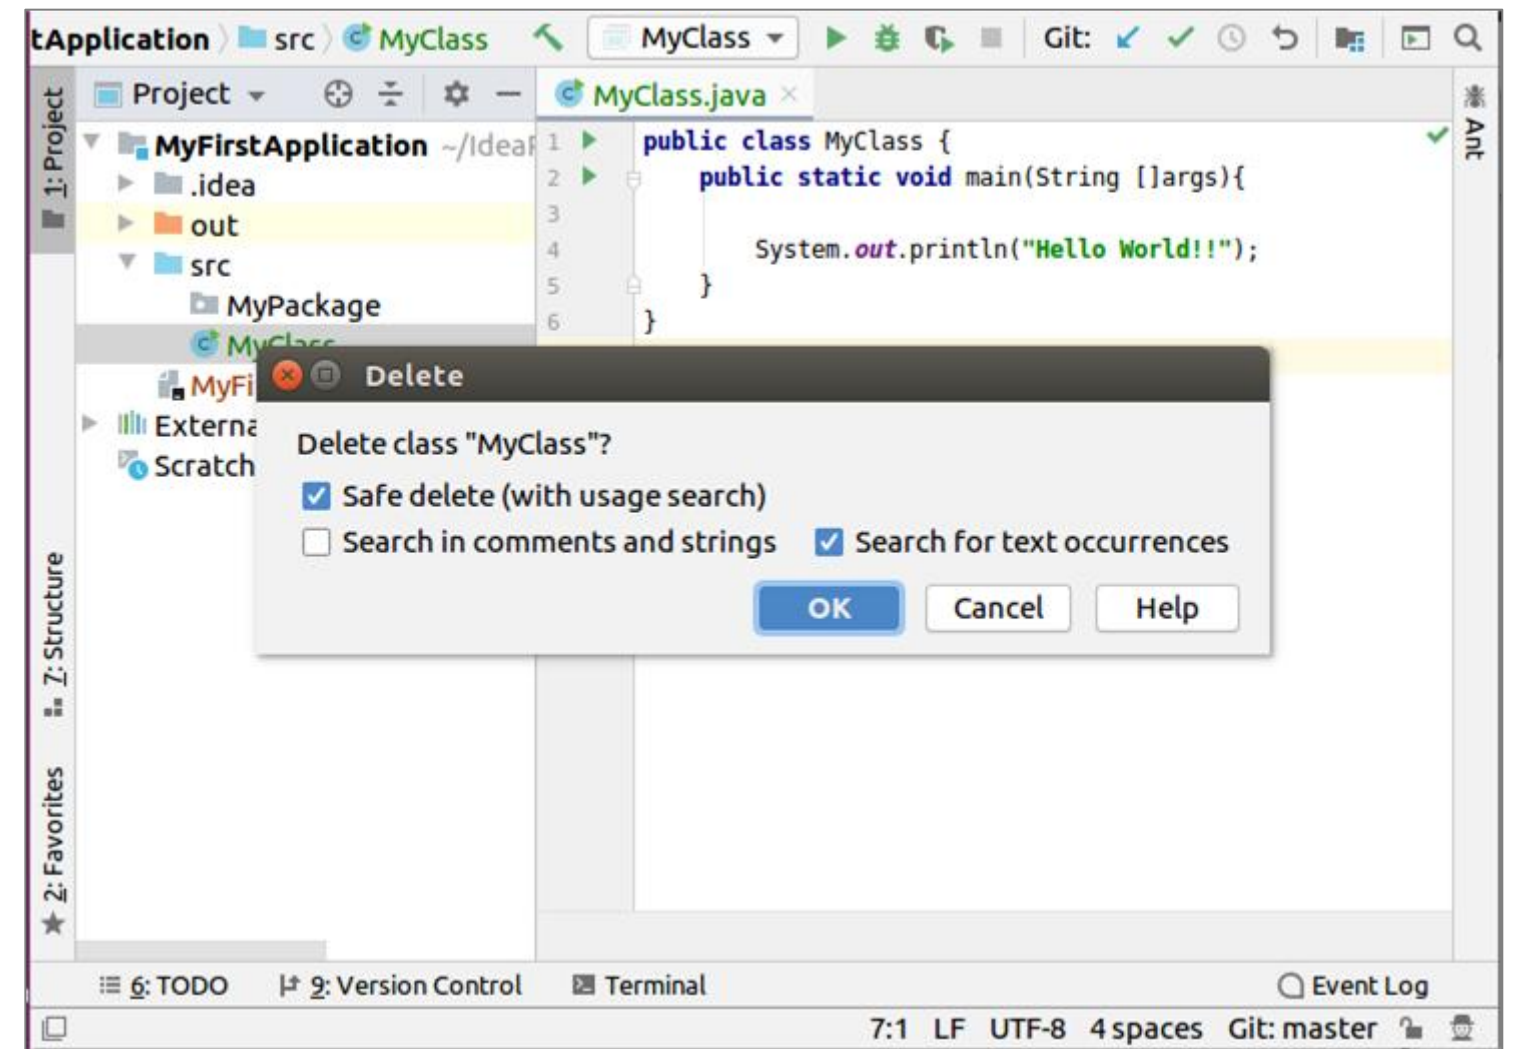 tApplication src MyClass MyClass Git:
1: Project
Project
MyClass.java
Ant
MyFirstApplication ~/Idea
.idea
out
src
MyPackage
MyClass
MyFi
Externa
Scratch
1 public class MyClass {
2 public static void main(String []args){
3
4 System.out.println("Hello World!!");
5 }
6 }
Delete
Delete class "MyClass"?
Safe delete (with usage search)
Search in comments and strings Search for text occurrences
OK Cancel Help
7: Structure
2: Favorites
6: TODO 9: Version Control Terminal Event Log
7:1 LF UTF-8 4 spaces Git: master